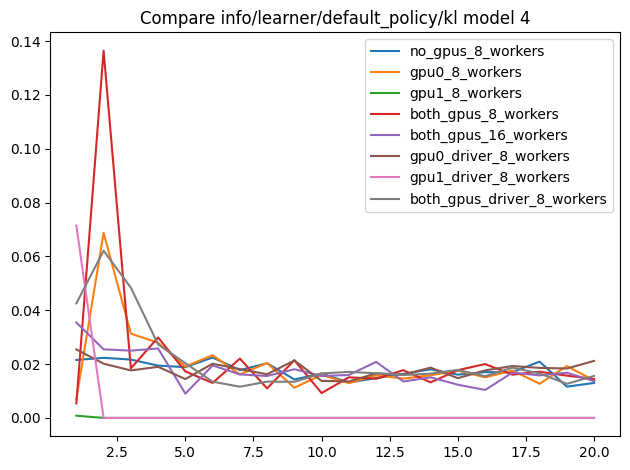 Compare info/learner/default_policy/kl model 4
0.14
0.12
0.10
0.08
0.06
0.04
0.02
0.00
no_gpus_8_workers
gpu0_8_workers
gpu1_8_workers
both_gpus_8_workers
both_gpus_16_workers
gpu0_driver_8_workers
gpu1_driver_8_workers
both_gpus_driver_8_workers
2.5 5.0 7.5 10.0 12.5 15.0 17.5 20.0